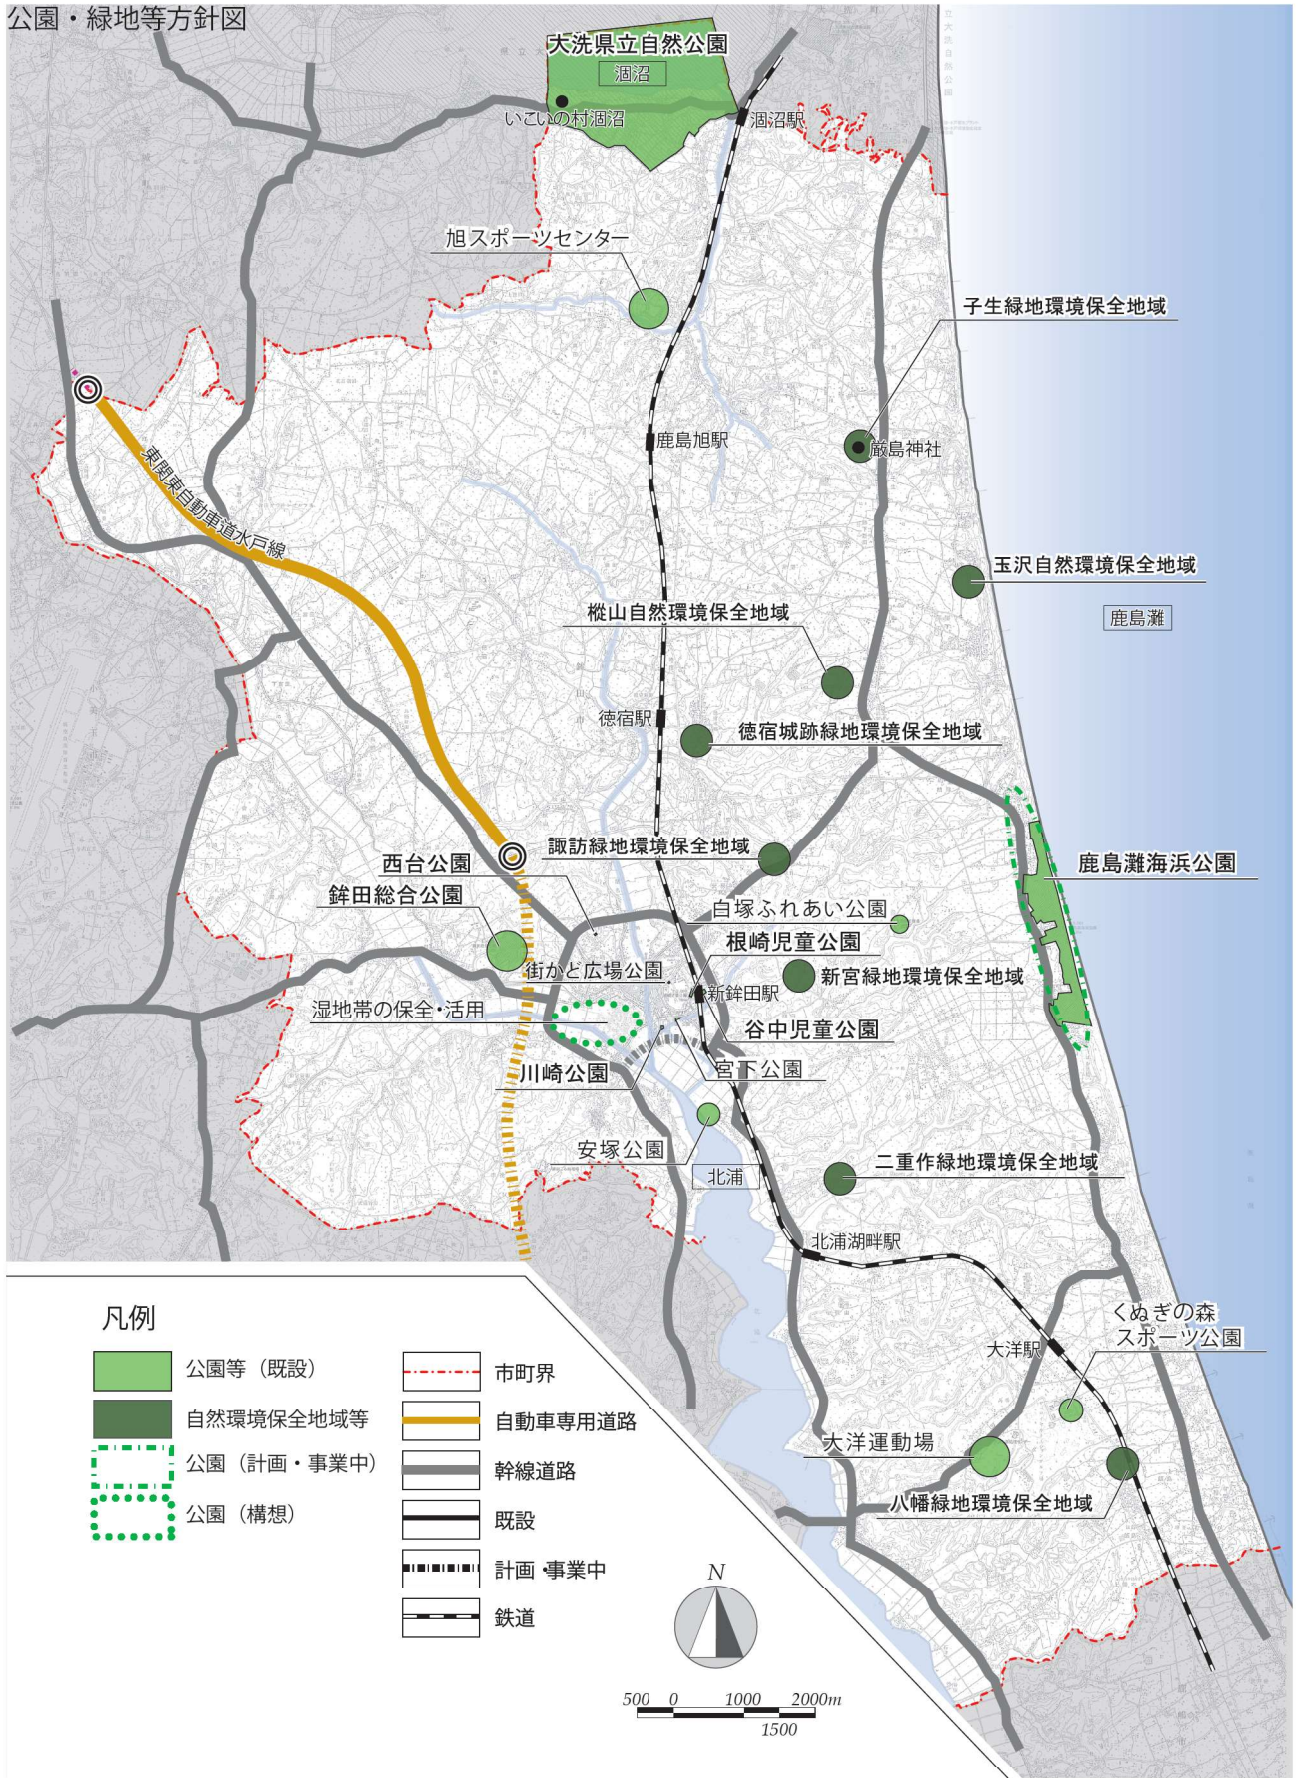 公園・緑地等方針図
大洗県立自然公園
涸沼
いこいの村涸沼
涸沼駅
旭スポーツセンター
子生緑地環境保全地域
鹿島旭駅
厳島神社
東関東自動車道水戸線
玉沢自然環境保全地域
鹿島灘
樅山自然環境保全地域
徳宿駅
徳宿城跡緑地環境保全地域
諏訪緑地環境保全地域
西台公園
鹿島灘海浜公園
鉾田総合公園
白塚ふれあい公園
根崎児童公園
街かど広場公園
新宮緑地環境保全地域
新鉾田駅
湿地帯の保全・活用
谷中児童公園
川崎公園
宮下公園
安塚公園
北浦
二重作緑地環境保全地域
北浦湖畔駅
くぬぎの森
スポーツ公園
大洋駅
大洋運動場
八幡緑地環境保全地域
凡例
公園等（既設）
自然環境保全地域等
公園（計画・事業中）
公園（構想）
市町界
自動車専用道路
幹線道路
既設
計画・事業中
鉄道
N
500 0 1000 2000m
1500